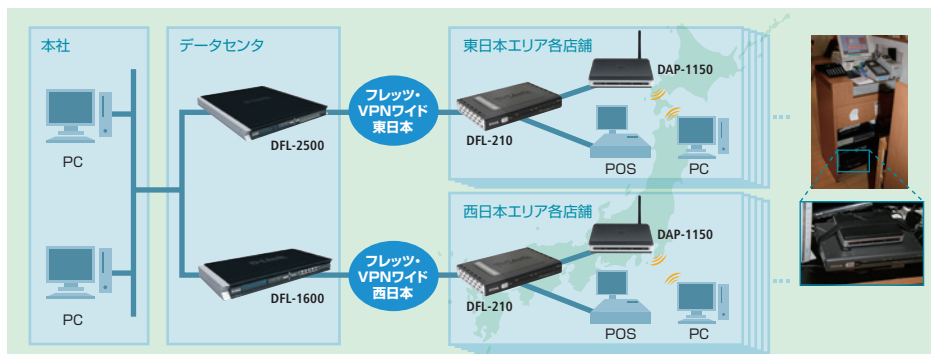 本社
PC
PC
データセンタ
DFL-2500
DFL-1600
フレッツ・
VPNワイド
東日本
フレッツ・
VPNワイド
西日本
東日本エリア各店舗
DAP-1150
DFL-210
POS
PC
西日本エリア各店舗
DAP-1150
DFL-210
POS
PC